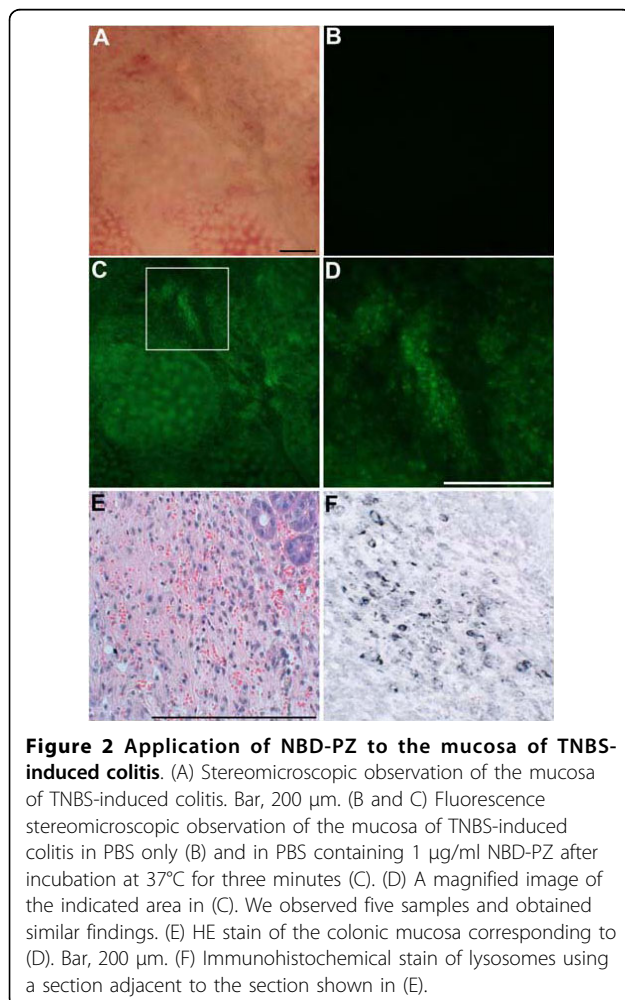 A
B
C
D
E
F
Figure 2 Application of NBD-PZ to the mucosa of TNBS-
induced colitis. (A) Stereomicroscopic observation of the mucosa
of TNBS-induced colitis. Bar, 200 μm. (B and C) Fluorescence
stereomicroscopic observation of the mucosa of TNBS-induced
colitis in PBS only (B) and in PBS containing 1 μg/ml NBD-PZ after
incubation at 37°C for three minutes (C). (D) A magnified image of
the indicated area in (C). We observed five samples and obtained
similar findings. (E) HE stain of the colonic mucosa corresponding to
(D). Bar, 200 μm. (F) Immunohistochemical stain of lysosomes using
a section adjacent to the section shown in (E).